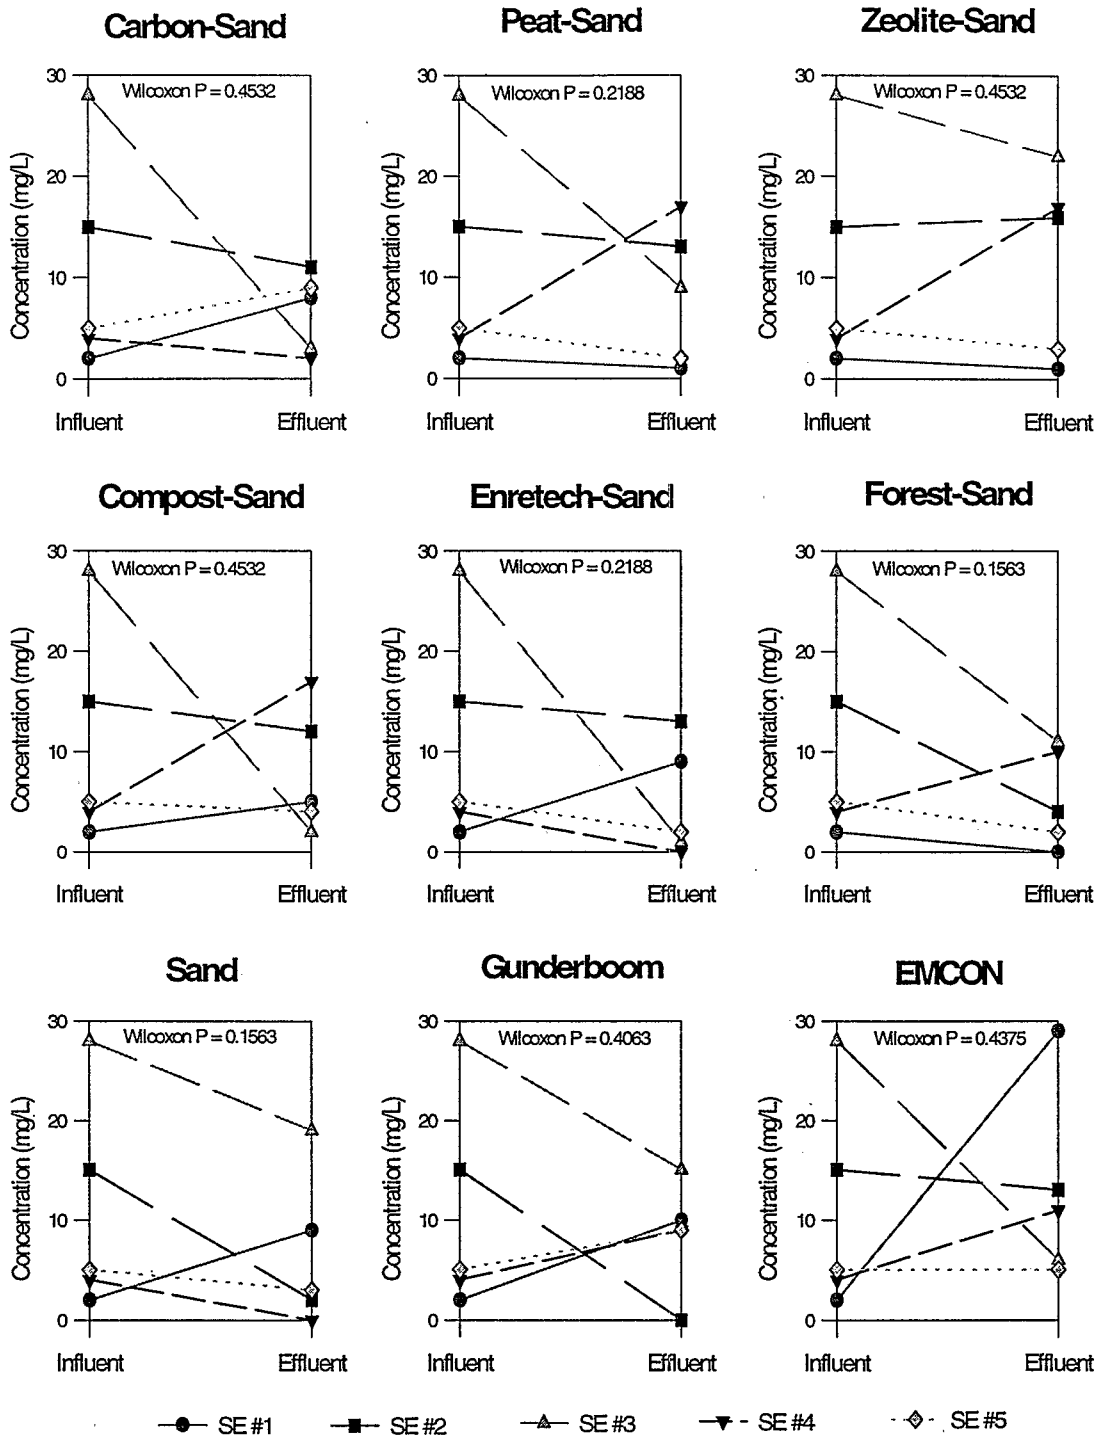 Carbon-Sand
Peat-Sand
Zeolite-Sand
Wilcoxon P = 0.4532
Wilcoxon P = 0.2188
Wilcoxon P = 0.4532
Concentration (mg/L)
30
20
10
0
Influent
Effluent
Concentration (mg/L)
30
20
10
0
Influent
Effluent
Concentration (mg/L)
30
20
10
0
Influent
Effluent
Compost-Sand
Enretech-Sand
Forest-Sand
Wilcoxon P = 0.4532
Wilcoxon P = 0.2188
Wilcoxon P = 0.1563
Concentration (mg/L)
30
20
10
0
Influent
Effluent
Concentration (mg/L)
30
20
10
0
Influent
Effluent
Concentration (mg/L)
30
20
10
0
Influent
Effluent
Sand
Gunderboom
EMCON
Wilcoxon P = 0.1563
Wilcoxon P = 0.4063
Wilcoxon P = 0.4375
Concentration (mg/L)
30
20
10
0
Influent
Effluent
Concentration (mg/L)
30
20
10
0
Influent
Effluent
Concentration (mg/L)
30
20
10
0
Influent
Effluent
SE #1
SE #2
SE #3
SE #4
SE #5